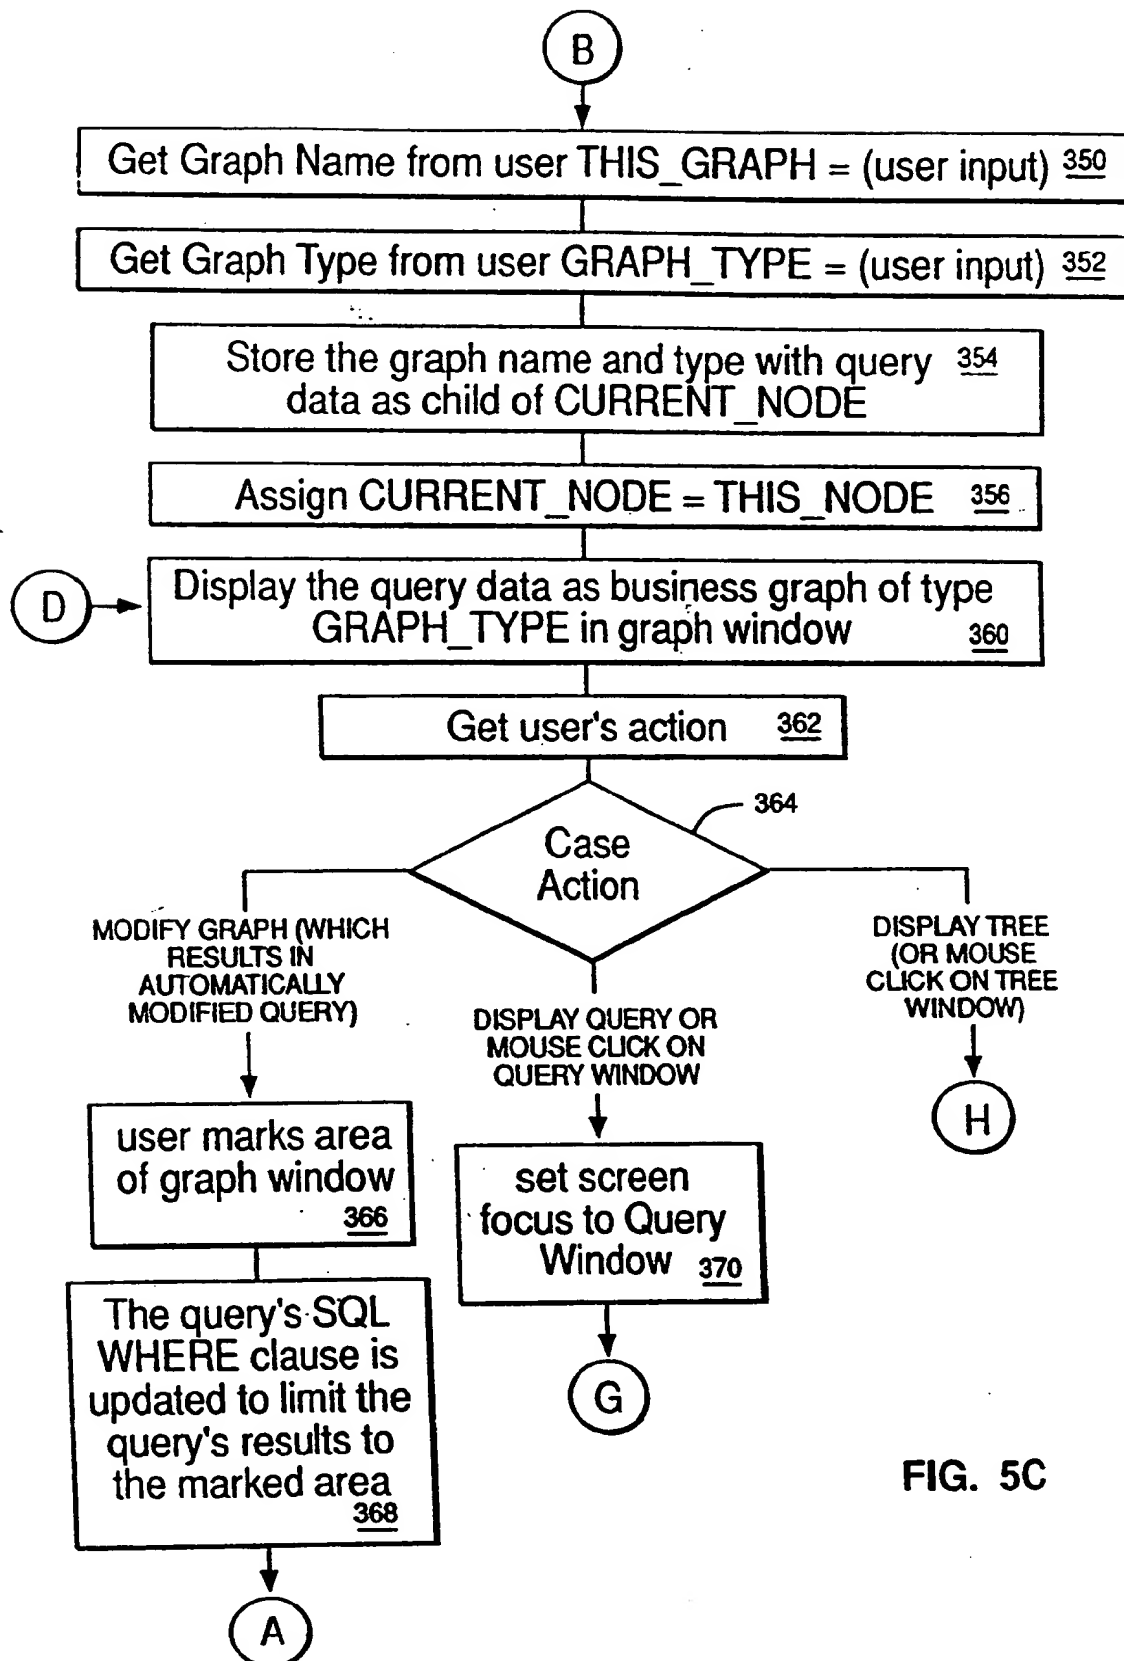 B
Get Graph Name from user THIS_GRAPH = (user input) 350
Get Graph Type from user GRAPH_TYPE = (user input) 352
Store the graph name and type with query 354
data as child of CURRENT_NODE
Assign CURRENT_NODE = THIS_NODE 356
D
Display the query data as business graph of type
GRAPH_TYPE in graph window 360
Get user's action 362
364
Case
Action
MODIFY GRAPH (WHICH
RESULTS IN
AUTOMATICALLY
MODIFIED QUERY)
DISPLAY QUERY OR
MOUSE CLICK ON
QUERY WINDOW
DISPLAY TREE
(OR MOUSE
CLICK ON TREE
WINDOW)
H
user marks area
of graph window
366
set screen
focus to Query
Window 370
The query's SQL
WHERE clause is
updated to limit the
query's results to
the marked area
368
G
A
FIG. 5C